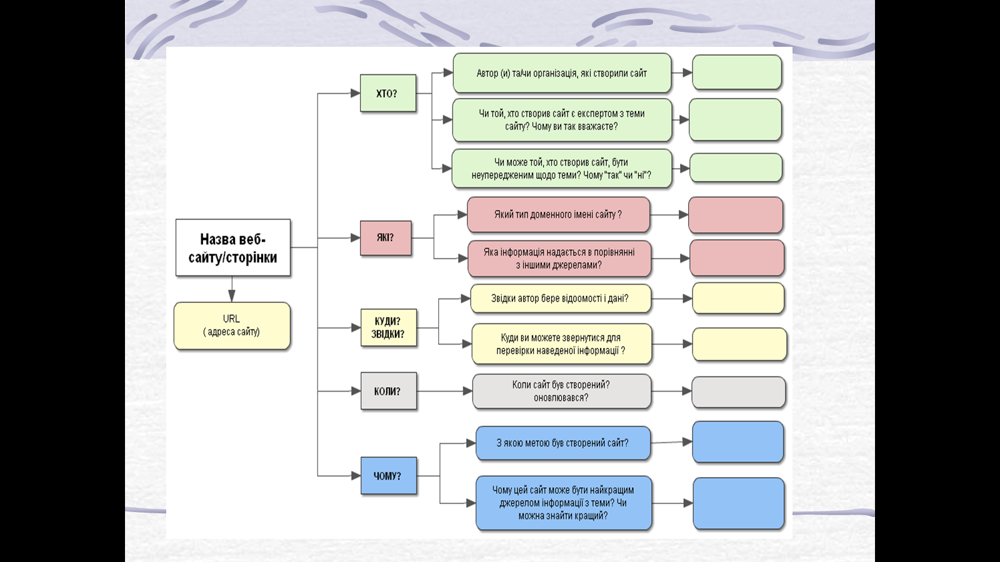 Назва веб-
сайту/сторінки
URL
( адреса сайту)
ХТО?
Автор (и) та/чи організація, які створили сайт
Чи той, хто створив сайт є експертом з теми
сайту? Чому ви так вважаєте?
Чи може той, хто створив сайт, бути
неупередженим щодо теми? Чому "так" чи "ні"?
ЯКІ?
Який тип доменного імені сайту ?
Яка інформація надається в порівнянні
з іншими джерелами?
КУДИ?
ЗВІДКИ?
Звідки автор бере відоомості і дані?
Куди ви можете звернутися для
перевірки наведеної інформації ?
КОЛИ?
Коли сайт був створений?
оновлювався?
ЧОМУ?
З якою метою був створений сайт?
Чому цей сайт може бути найкращим
джерелом інформації з теми? Чи
можна знайти кращий?